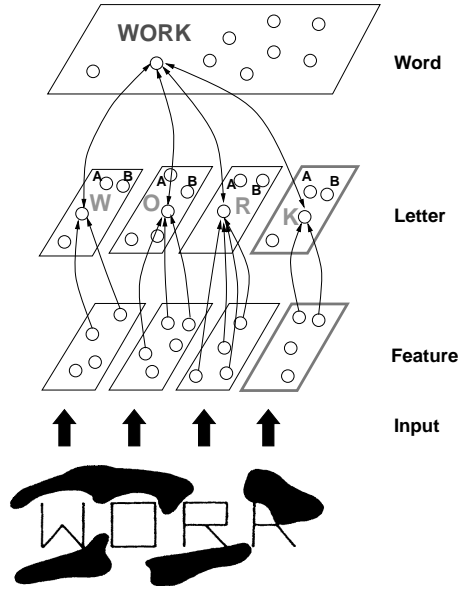 WORK
Word
A B A B A B A B
W O R K
Letter
Feature
Input